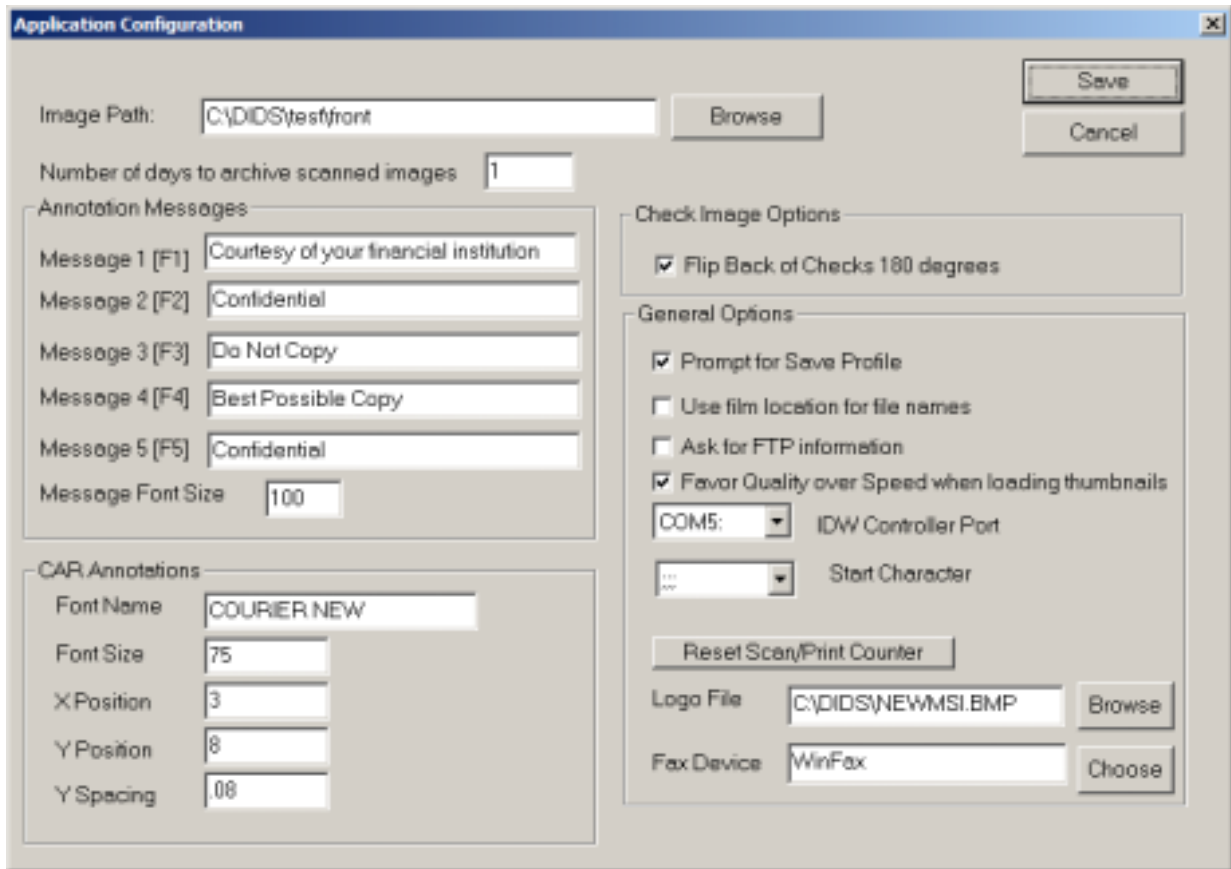 Application Configuration
Save
Image Path: C:\DIDS\test\front Browse
Cancel
Number of days to archive scanned images 1
Annotation Messages
Message 1 [F1] Courtesy of your financial institution
Message 2 [F2] Confidential
Message 3 [F3] Do Not Copy
Message 4 [F4] Best Possible Copy
Message 5 [F5] Confidential
Message Font Size 100
CAR Annotations
Font Name COURIER NEW
Font Size 75
X Position 3
Y Position 8
Y Spacing .08
Check Image Options
Flip Back of Checks 180 degrees
General Options
Prompt for Save Profile
Use film location for file names
Ask for FTP information
Favor Quality over Speed when loading thumbnails
COM5: IDW Controller Port
Start Character
Reset Scan/Print Counter
Logo File C:\DIDS\NEWMSI.BMP Browse
Fax Device WinFax Choose